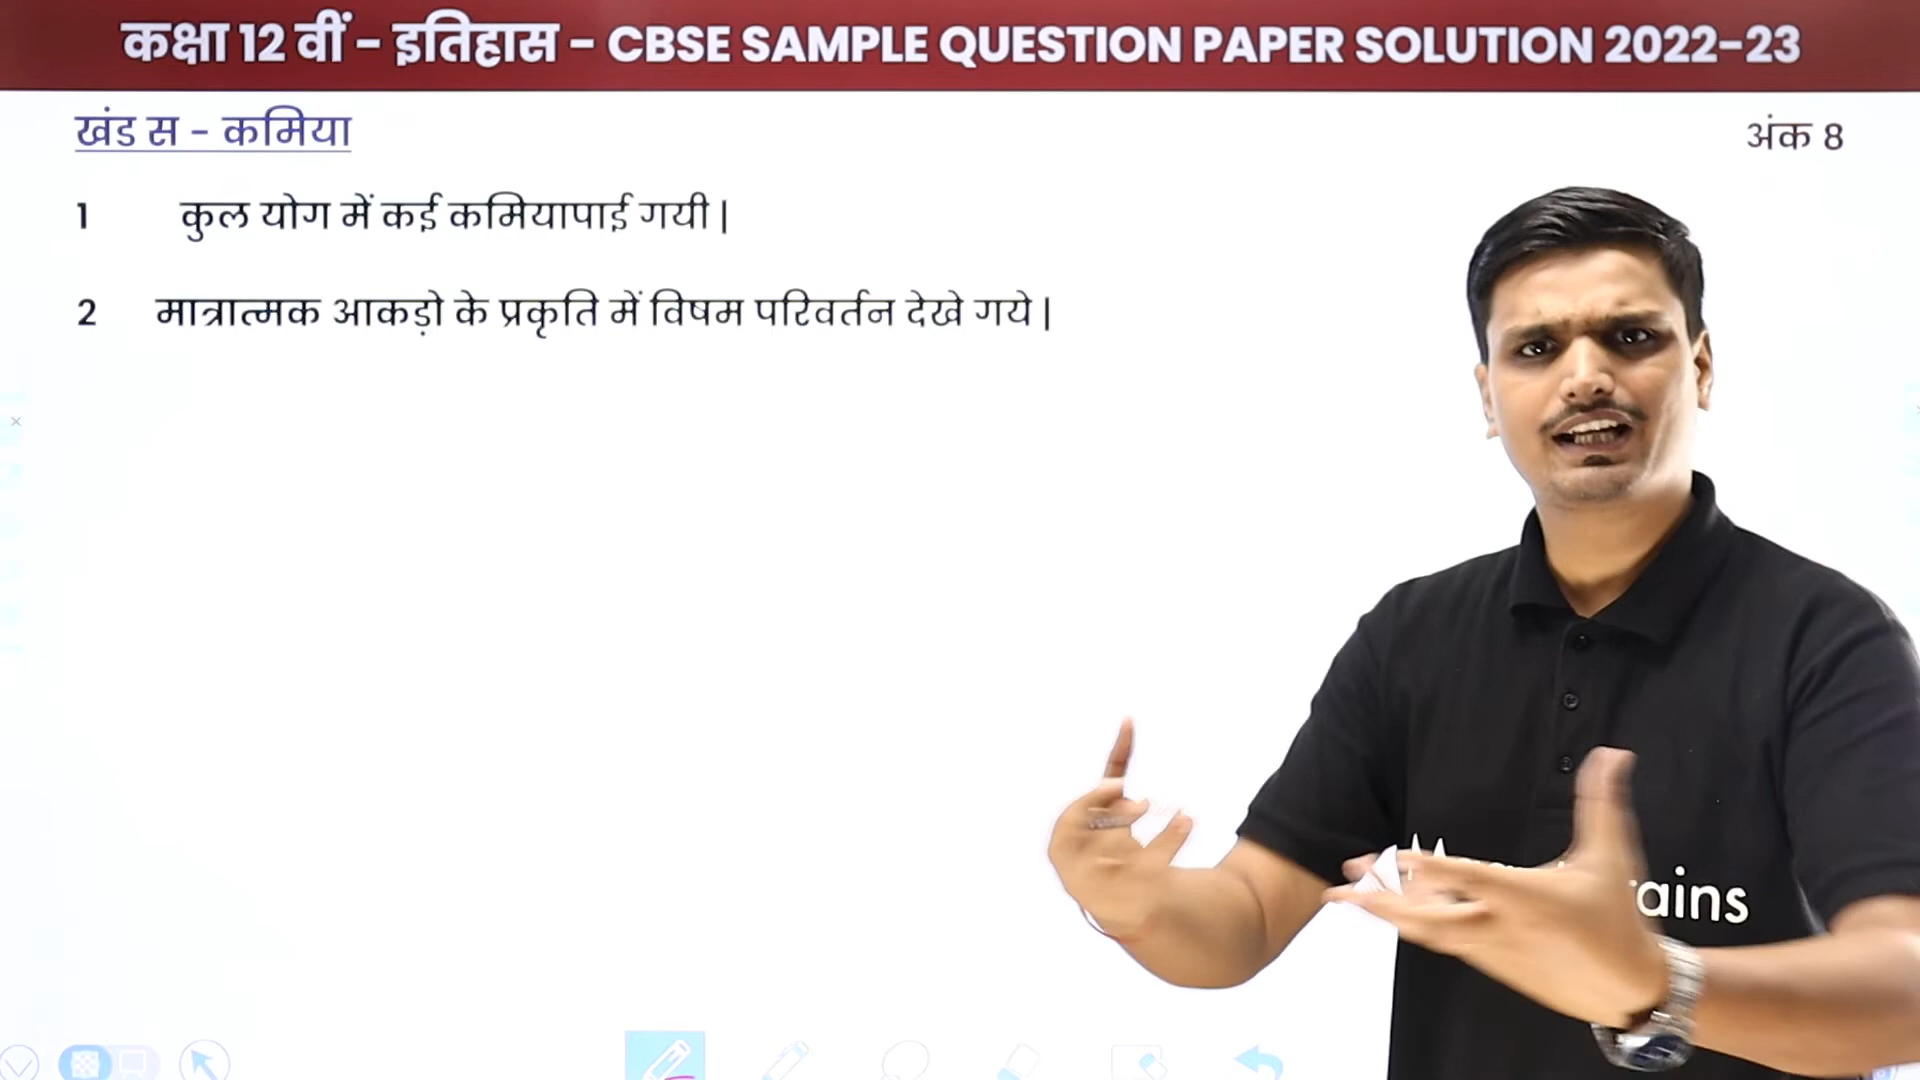 कक्षा 12 वीं - इतिहास - CBSE SAMPLE QUESTION PAPER SOLUTION 2022-23
खंड स - कमिया
अंक 8
1 कुल योग में कई कमियापाई गयी |
2 मात्रात्मक आकड़ो के प्रकृति में विषम परिवर्तन देखे गये |